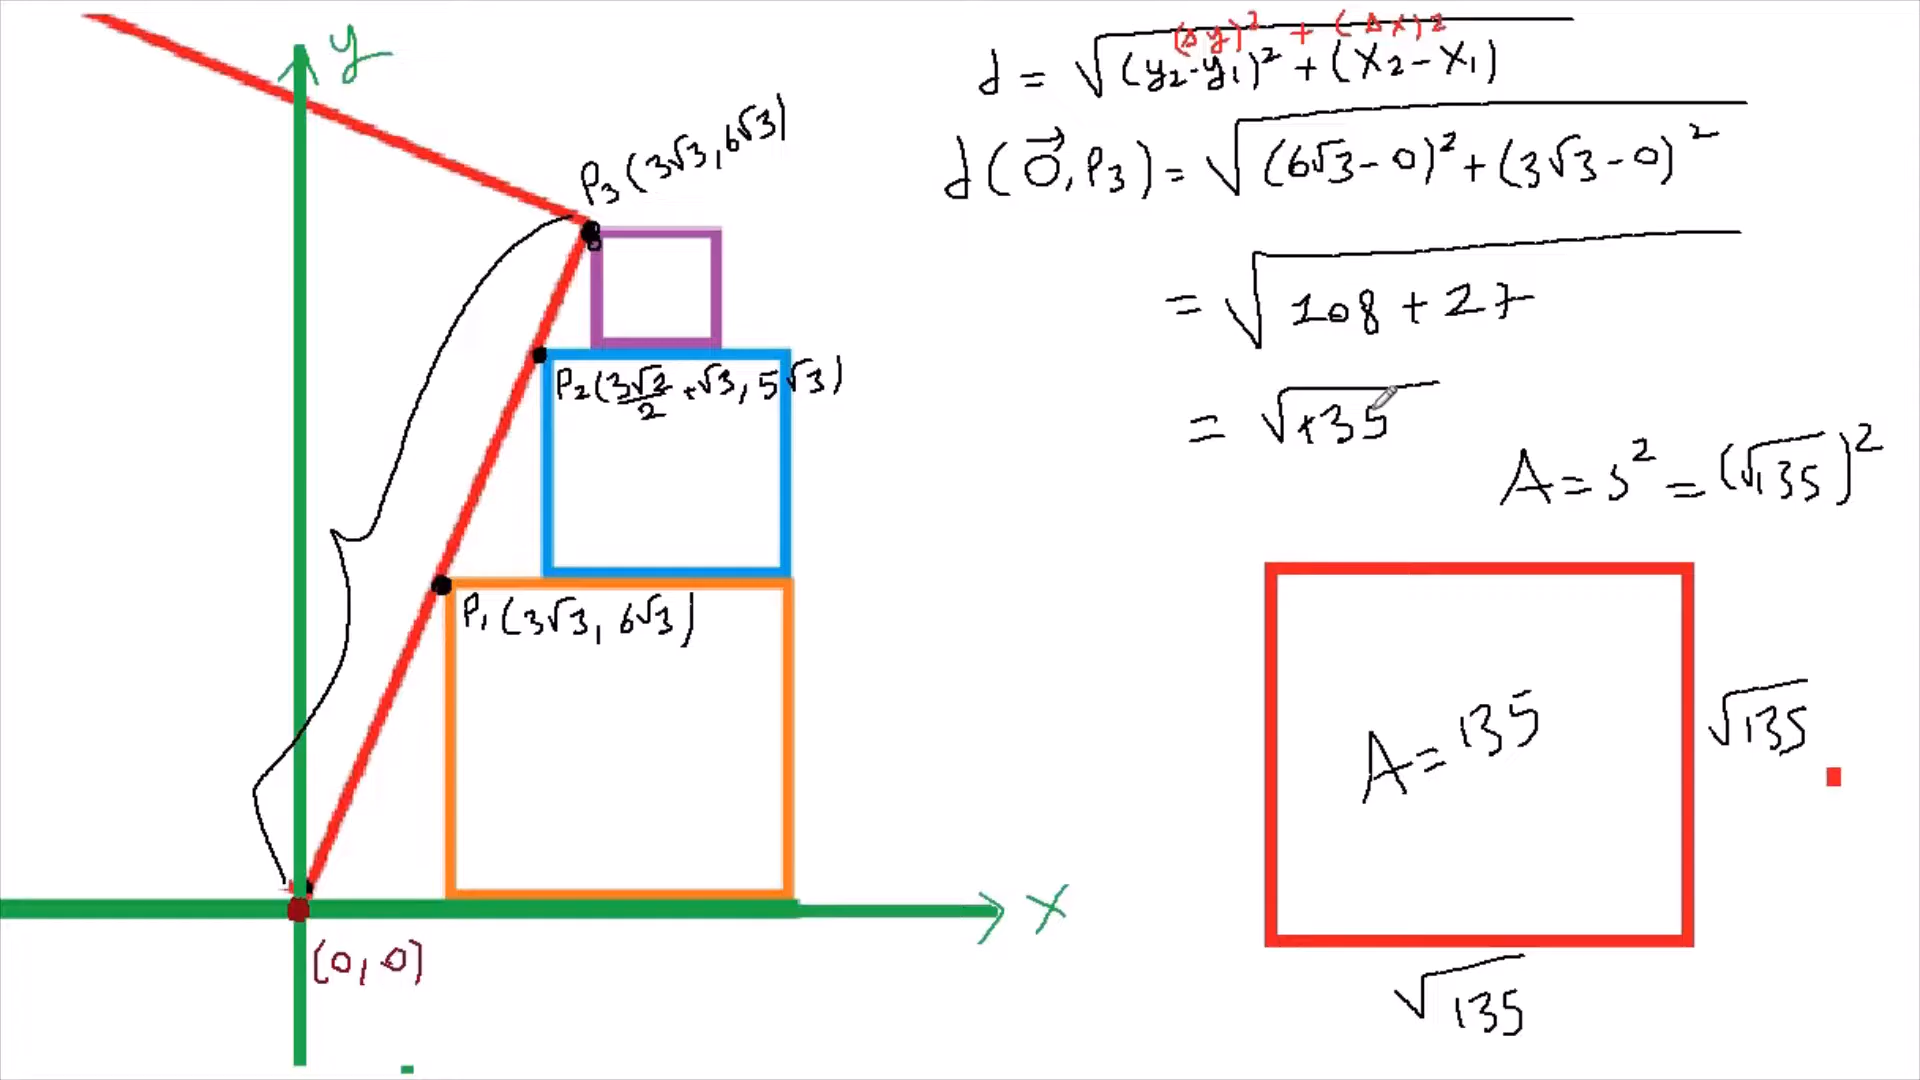 y
P3 (3√3, 6√3)
P2 (3√3/2 + √3, 5√3)
P1 (3√3, 6√3)
x
(0, 0)
(Δy)² + (Δx)²
d = √(y2-y1)² + (x2-x1)
d(O⃗, P3) = √(6√3-0)² + (3√3-0)²
= √108 + 27
= √135
A = s² = (√135)²
A = 135
√135
√135